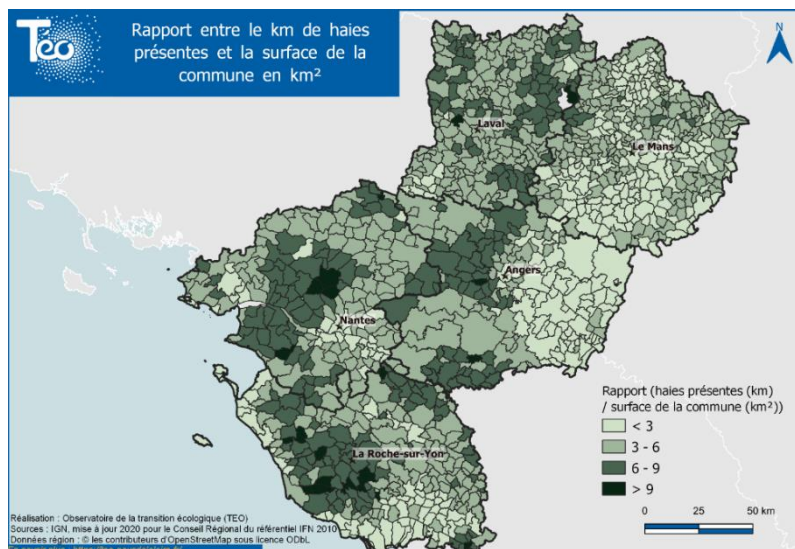 Teo
Rapport entre le km de haies
présentes et la surface de la
commune en km²
N
Laval
Le Mans
Angers
Nantes
La Roche-sur-Yon
Rapport (haies présentes (km)
/ surface de la commune (km²))
< 3
3 - 6
6 - 9
> 9
0 25 50 km
Réalisation : Observatoire de la transition écologique (TEO)
Sources : IGN, mise à jour 2020 pour le Conseil Régional du référentiel IFN 2010
Données région : © les contributeurs d'OpenStreetMap sous licence ODbL